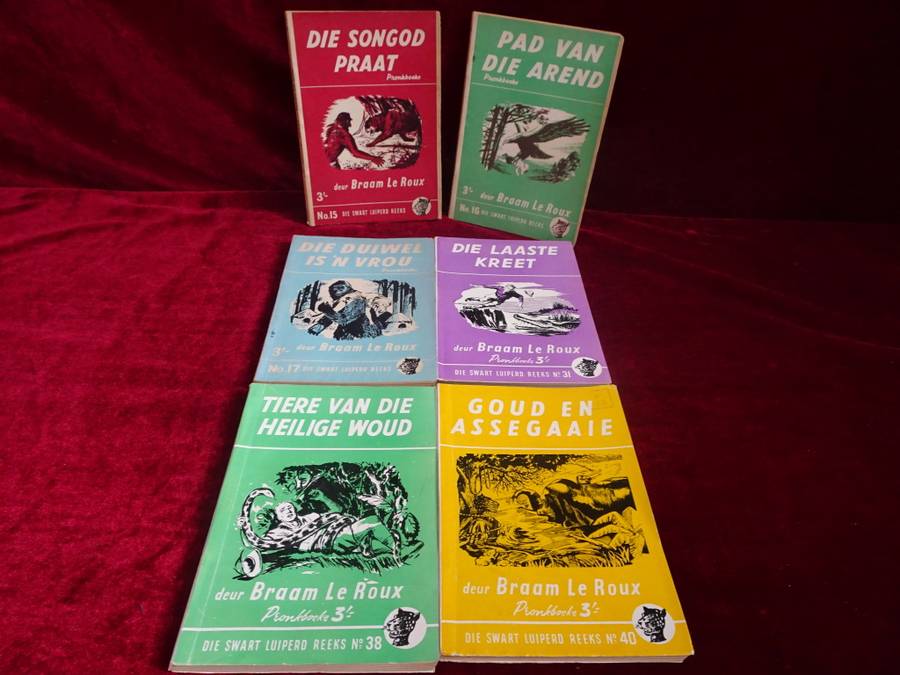 DIE SONGOD
PRAAT
Pronkboeke
deur Braam Le Roux
3/-
No.15 DIE SWART LUIPERD REEKS
PAD VAN
DIE AREND
Pronkboeke
3/- deur Braam Le Roux
No.16 DIE SWART LUIPERD REEKS
DIE DUIWEL
IS 'N VROU
Pronkboeke
3/- deur Braam Le Roux
No.17 DIE SWART LUIPERD REEKS
DIE LAASTE
KREET
deur Braam Le Roux
Pronkboeke 3/-
DIE SWART LUIPERD REEKS No 31
TIERE VAN DIE
HEILIGE WOUD
deur Braam Le Roux
Pronkboeke 3/-
DIE SWART LUIPERD REEKS No 38
GOUD EN
ASSEGAAIE
deur Braam Le Roux
Pronkboeke 3/-
DIE SWART LUIPERD REEKS No 40